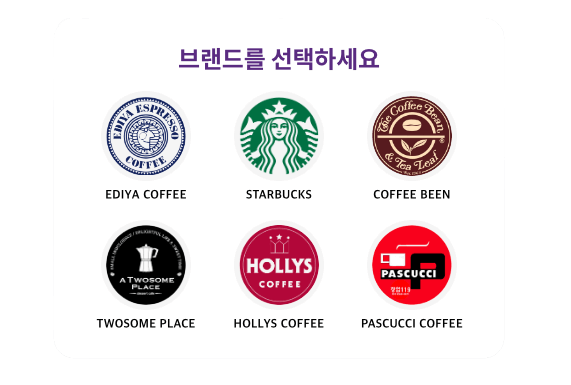 브랜드를 선택하세요
EDIYA ESPRESSO
COFFEE
The Coffee Bean
& Tea Leaf
®
EDIYA COFFEE
STARBUCKS
COFFEE BEEN
A TWOSOME
PLACE
HOLLYS
COFFEE
PASCUCCI
TWOSOME PLACE
HOLLYS COFFEE
PASCUCCI COFFEE